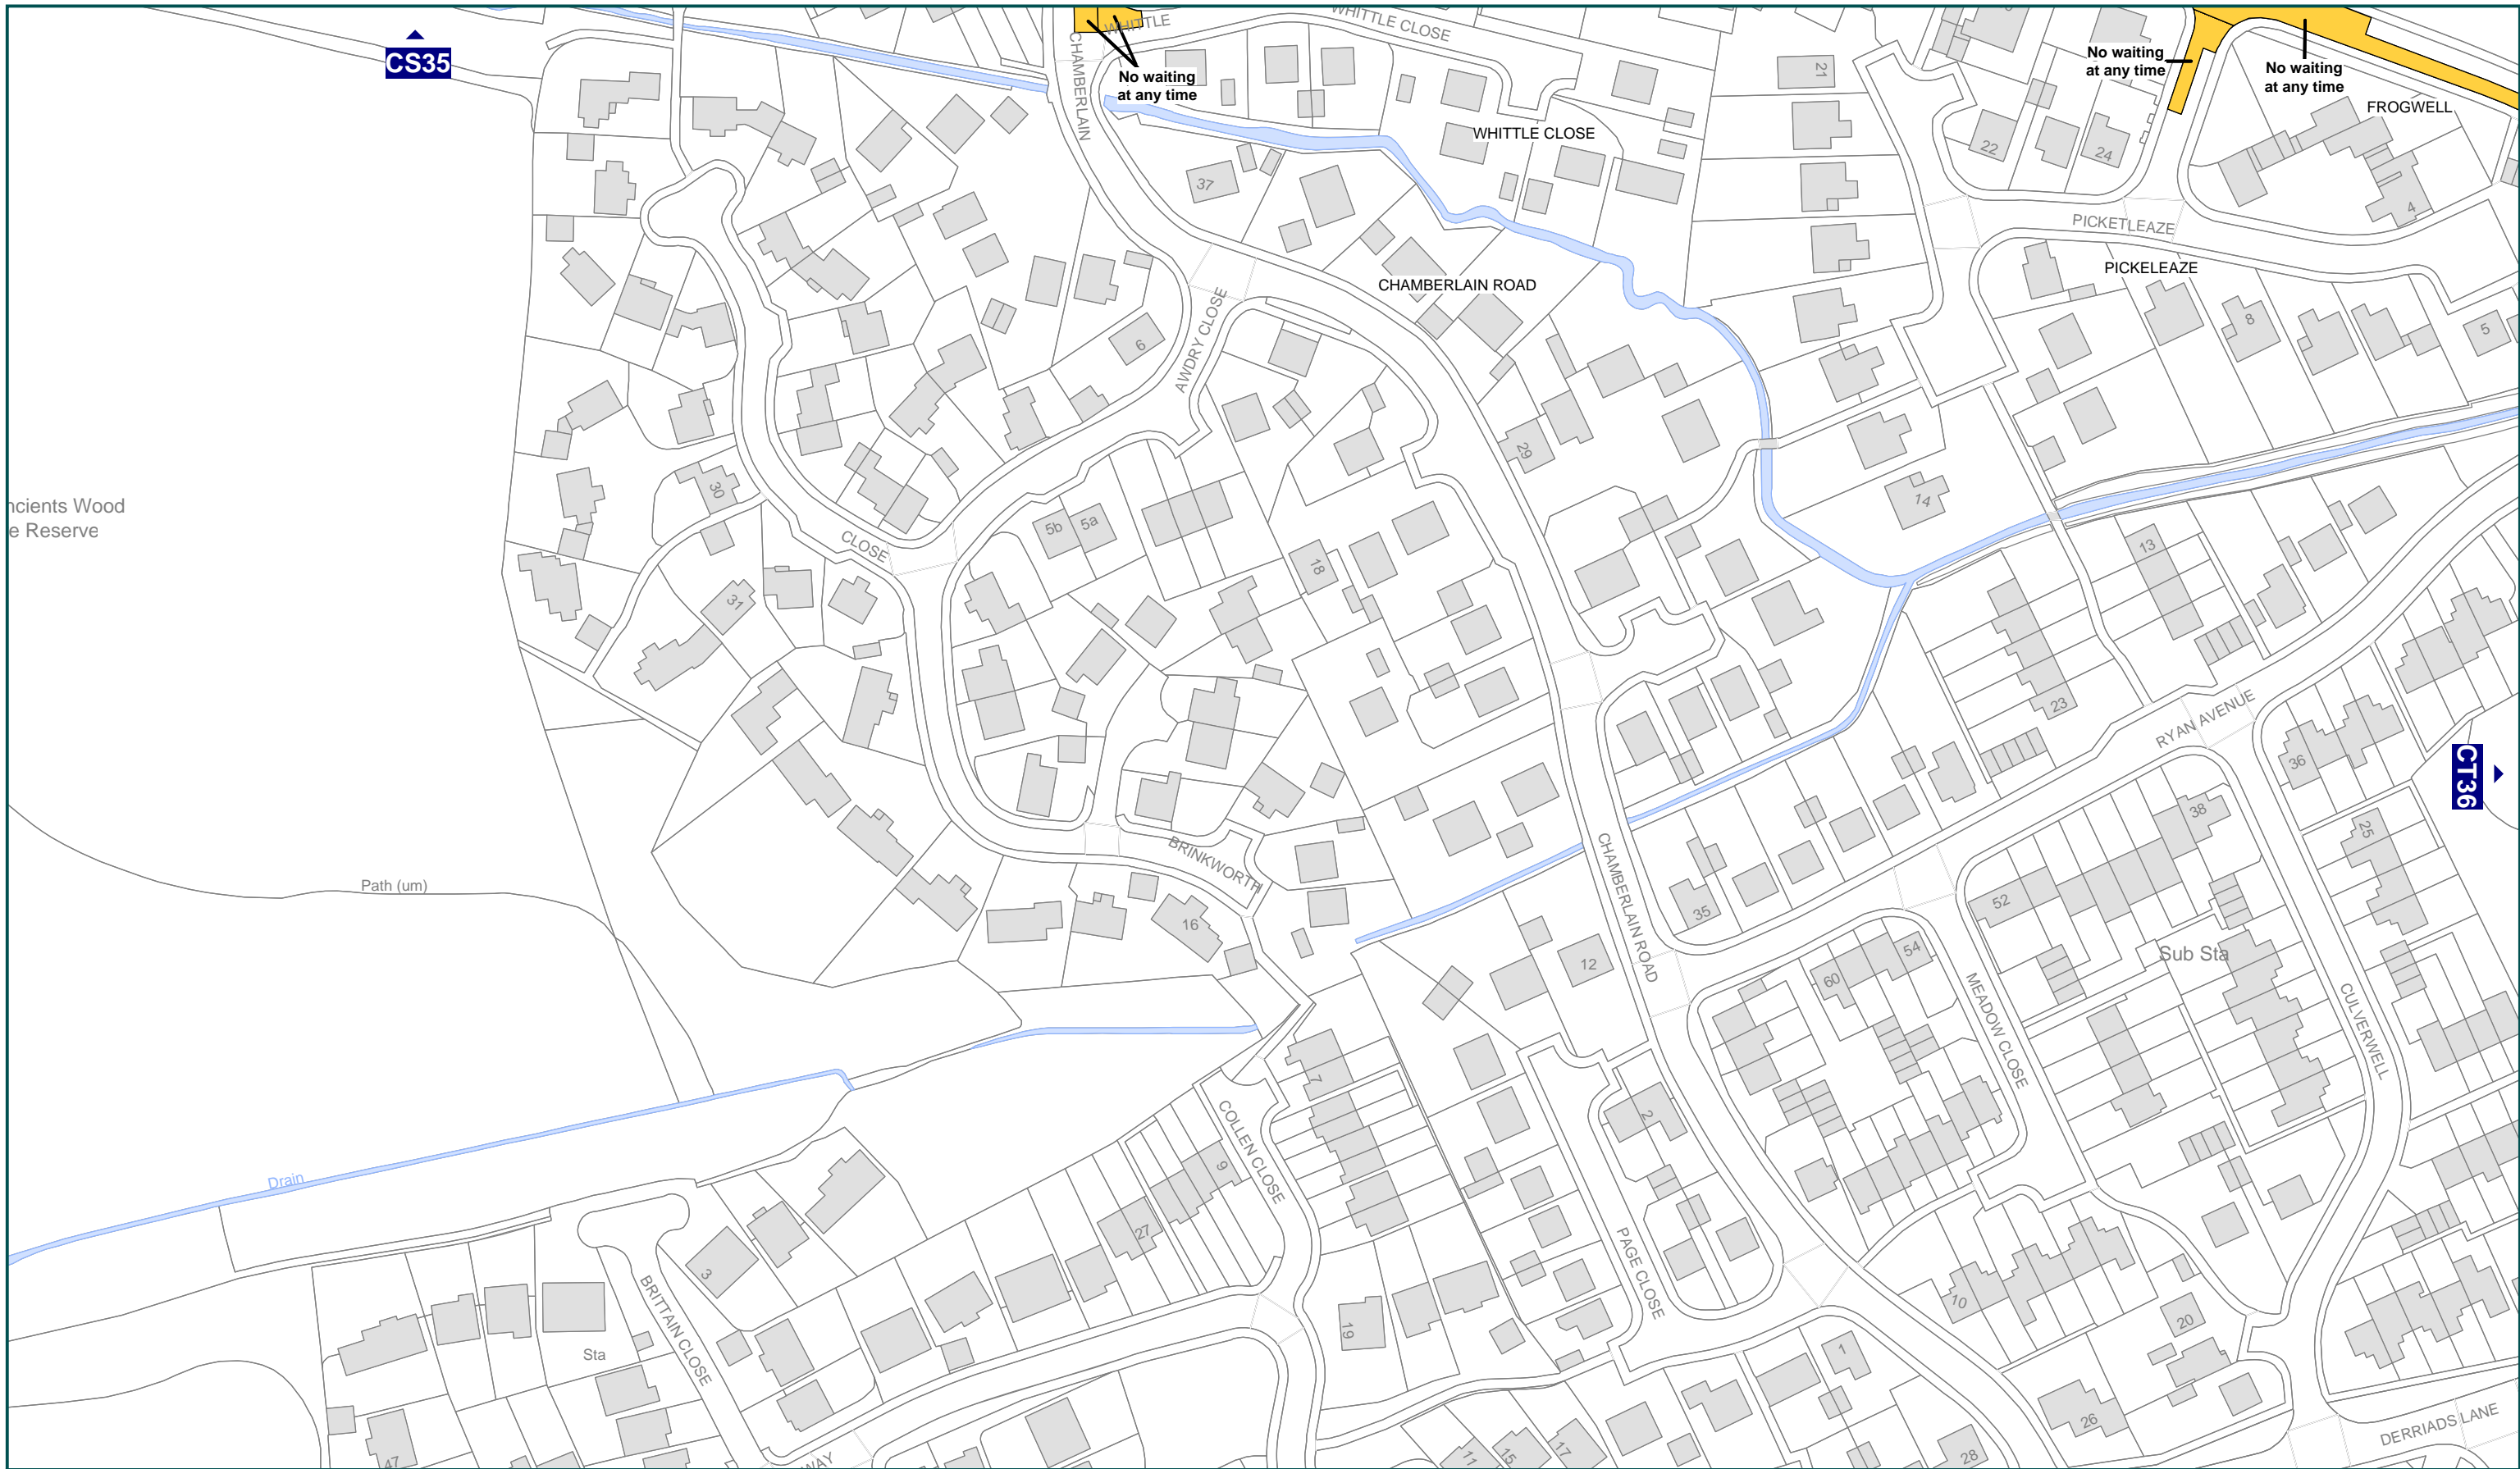 CS35
WHITTLE
WHITTLE CLOSE
No waiting
at any time
No waiting
at any time
No waiting
at any time
CHAMBERLAIN
21
FROGWELL
WHITTLE CLOSE
22
24
37
4
PICKETLEAZE
PICKELEAZE
CHAMBERLAIN ROAD
AWDRY CLOSE
6
8
5
29
30
14
ncients Wood
e Reserve
5b
5a
CLOSE
13
18
31
23
RYAN AVENUE
36
CT36
38
25
BRINKWORTH
CHAMBERLAIN ROAD
Path (um)
52
35
16
54
Sub Sta
12
60
MEADOW CLOSE
CULVERWELL
7
2
COLLEN CLOSE
9
Drain
27
PAGE CLOSE
3
BRITTAIN CLOSE
10
20
19
Sta
1
26
DERRIADS LANE
11
15
17
28
47
WAY